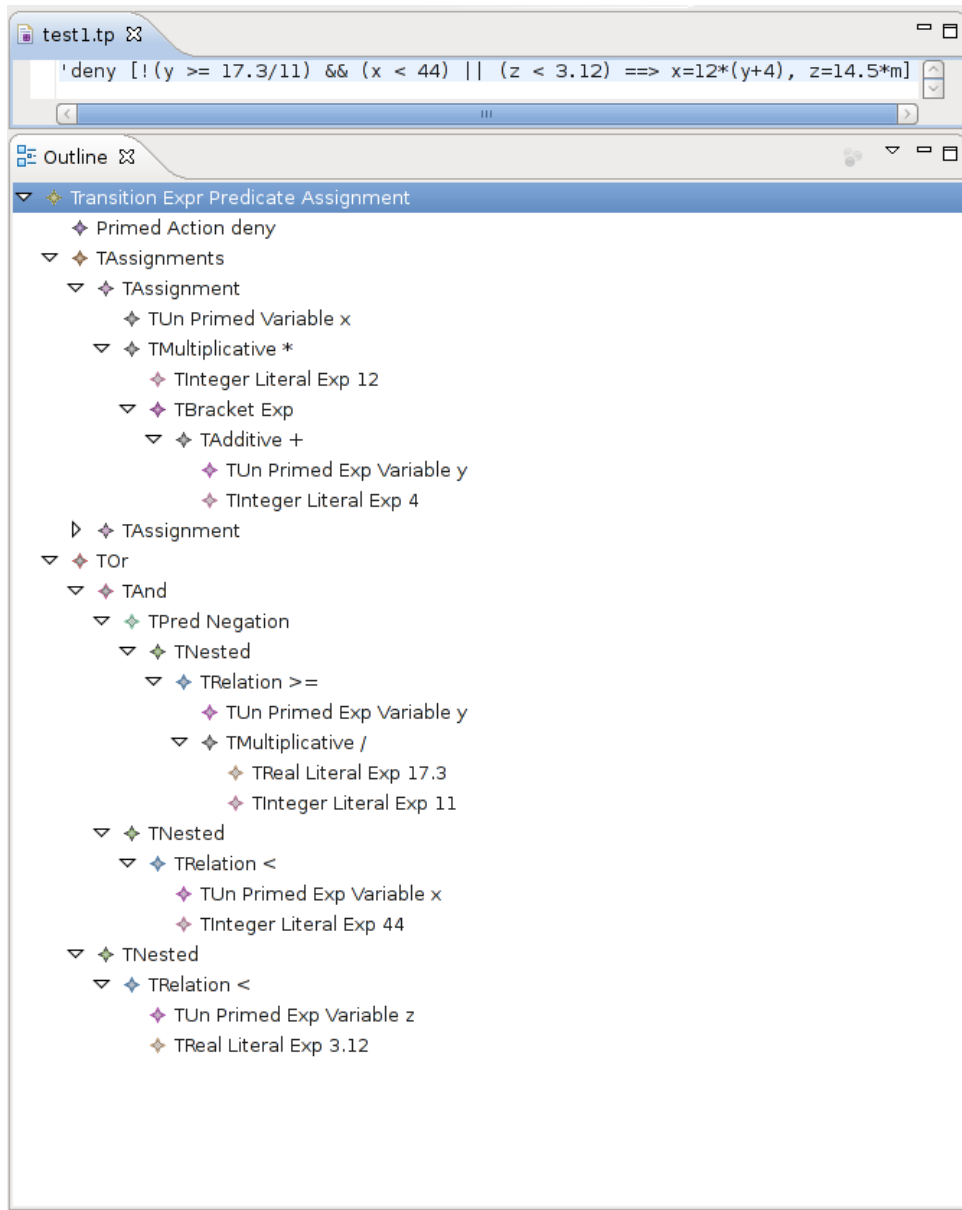 test1.tp
'deny [!(y >= 17.3/11) && (x < 44) || (z < 3.12) ==> x=12*(y+4), z=14.5*m]
Outline
Transition Expr Predicate Assignment
Primed Action deny
TAssignments
TAssignment
TUn Primed Variable x
TMultiplicative *
TInteger Literal Exp 12
TBracket Exp
TAdditive +
TUn Primed Exp Variable y
TInteger Literal Exp 4
TAssignment
TOr
TAnd
TPred Negation
TNested
TRelation >=
TUn Primed Exp Variable y
TMultiplicative /
TReal Literal Exp 17.3
TInteger Literal Exp 11
TNested
TRelation <
TUn Primed Exp Variable x
TInteger Literal Exp 44
TNested
TRelation <
TUn Primed Exp Variable z
TReal Literal Exp 3.12